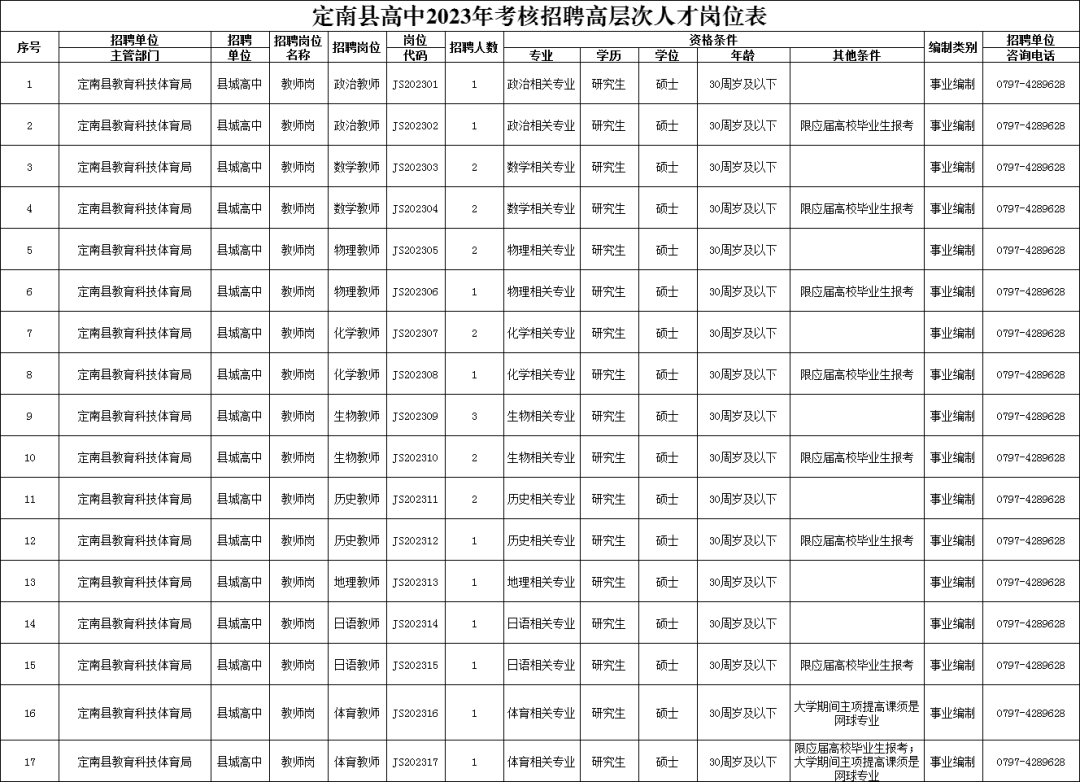 定南县高中2023年考核招聘高层次人才岗位表
序号 招聘单位主管部门 招聘单位 招聘岗位名称 招聘岗位 岗位代码 招聘人数 资格条件 编制类别 招聘单位咨询电话
专业 学历 学位 年龄 其他条件
1 定南县教育科技体育局 县城高中 教师岗 政治教师 JS202301 1 政治相关专业 研究生 硕士 30周岁及以下 事业编制 0797-4289628
2 定南县教育科技体育局 县城高中 教师岗 政治教师 JS202302 1 政治相关专业 研究生 硕士 30周岁及以下 限应届高校毕业生报考 事业编制 0797-4289628
3 定南县教育科技体育局 县城高中 教师岗 数学教师 JS202303 2 数学相关专业 研究生 硕士 30周岁及以下 事业编制 0797-4289628
4 定南县教育科技体育局 县城高中 教师岗 数学教师 JS202304 2 数学相关专业 研究生 硕士 30周岁及以下 限应届高校毕业生报考 事业编制 0797-4289628
5 定南县教育科技体育局 县城高中 教师岗 物理教师 JS202305 2 物理相关专业 研究生 硕士 30周岁及以下 事业编制 0797-4289628
6 定南县教育科技体育局 县城高中 教师岗 物理教师 JS202306 1 物理相关专业 研究生 硕士 30周岁及以下 限应届高校毕业生报考 事业编制 0797-4289628
7 定南县教育科技体育局 县城高中 教师岗 化学教师 JS202307 2 化学相关专业 研究生 硕士 30周岁及以下 事业编制 0797-4289628
8 定南县教育科技体育局 县城高中 教师岗 化学教师 JS202308 1 化学相关专业 研究生 硕士 30周岁及以下 限应届高校毕业生报考 事业编制 0797-4289628
9 定南县教育科技体育局 县城高中 教师岗 生物教师 JS202309 3 生物相关专业 研究生 硕士 30周岁及以下 事业编制 0797-4289628
10 定南县教育科技体育局 县城高中 教师岗 生物教师 JS202310 2 生物相关专业 研究生 硕士 30周岁及以下 限应届高校毕业生报考 事业编制 0797-4289628
11 定南县教育科技体育局 县城高中 教师岗 历史教师 JS202311 2 历史相关专业 研究生 硕士 30周岁及以下 事业编制 0797-4289628
12 定南县教育科技体育局 县城高中 教师岗 历史教师 JS202312 1 历史相关专业 研究生 硕士 30周岁及以下 限应届高校毕业生报考 事业编制 0797-4289628
13 定南县教育科技体育局 县城高中 教师岗 地理教师 JS202313 1 地理相关专业 研究生 硕士 30周岁及以下 事业编制 0797-4289628
14 定南县教育科技体育局 县城高中 教师岗 日语教师 JS202314 1 日语相关专业 研究生 硕士 30周岁及以下 事业编制 0797-4289628
15 定南县教育科技体育局 县城高中 教师岗 日语教师 JS202315 1 日语相关专业 研究生 硕士 30周岁及以下 限应届高校毕业生报考 事业编制 0797-4289628
16 定南县教育科技体育局 县城高中 教师岗 体育教师 JS202316 1 体育相关专业 研究生 硕士 30周岁及以下 大学期间主项提高课须是网球专业 事业编制 0797-4289628
17 定南县教育科技体育局 县城高中 教师岗 体育教师 JS202317 1 体育相关专业 研究生 硕士 30周岁及以下 限应届高校毕业生报考；大学期间主项提高课须是网球专业 事业编制 0797-4289628